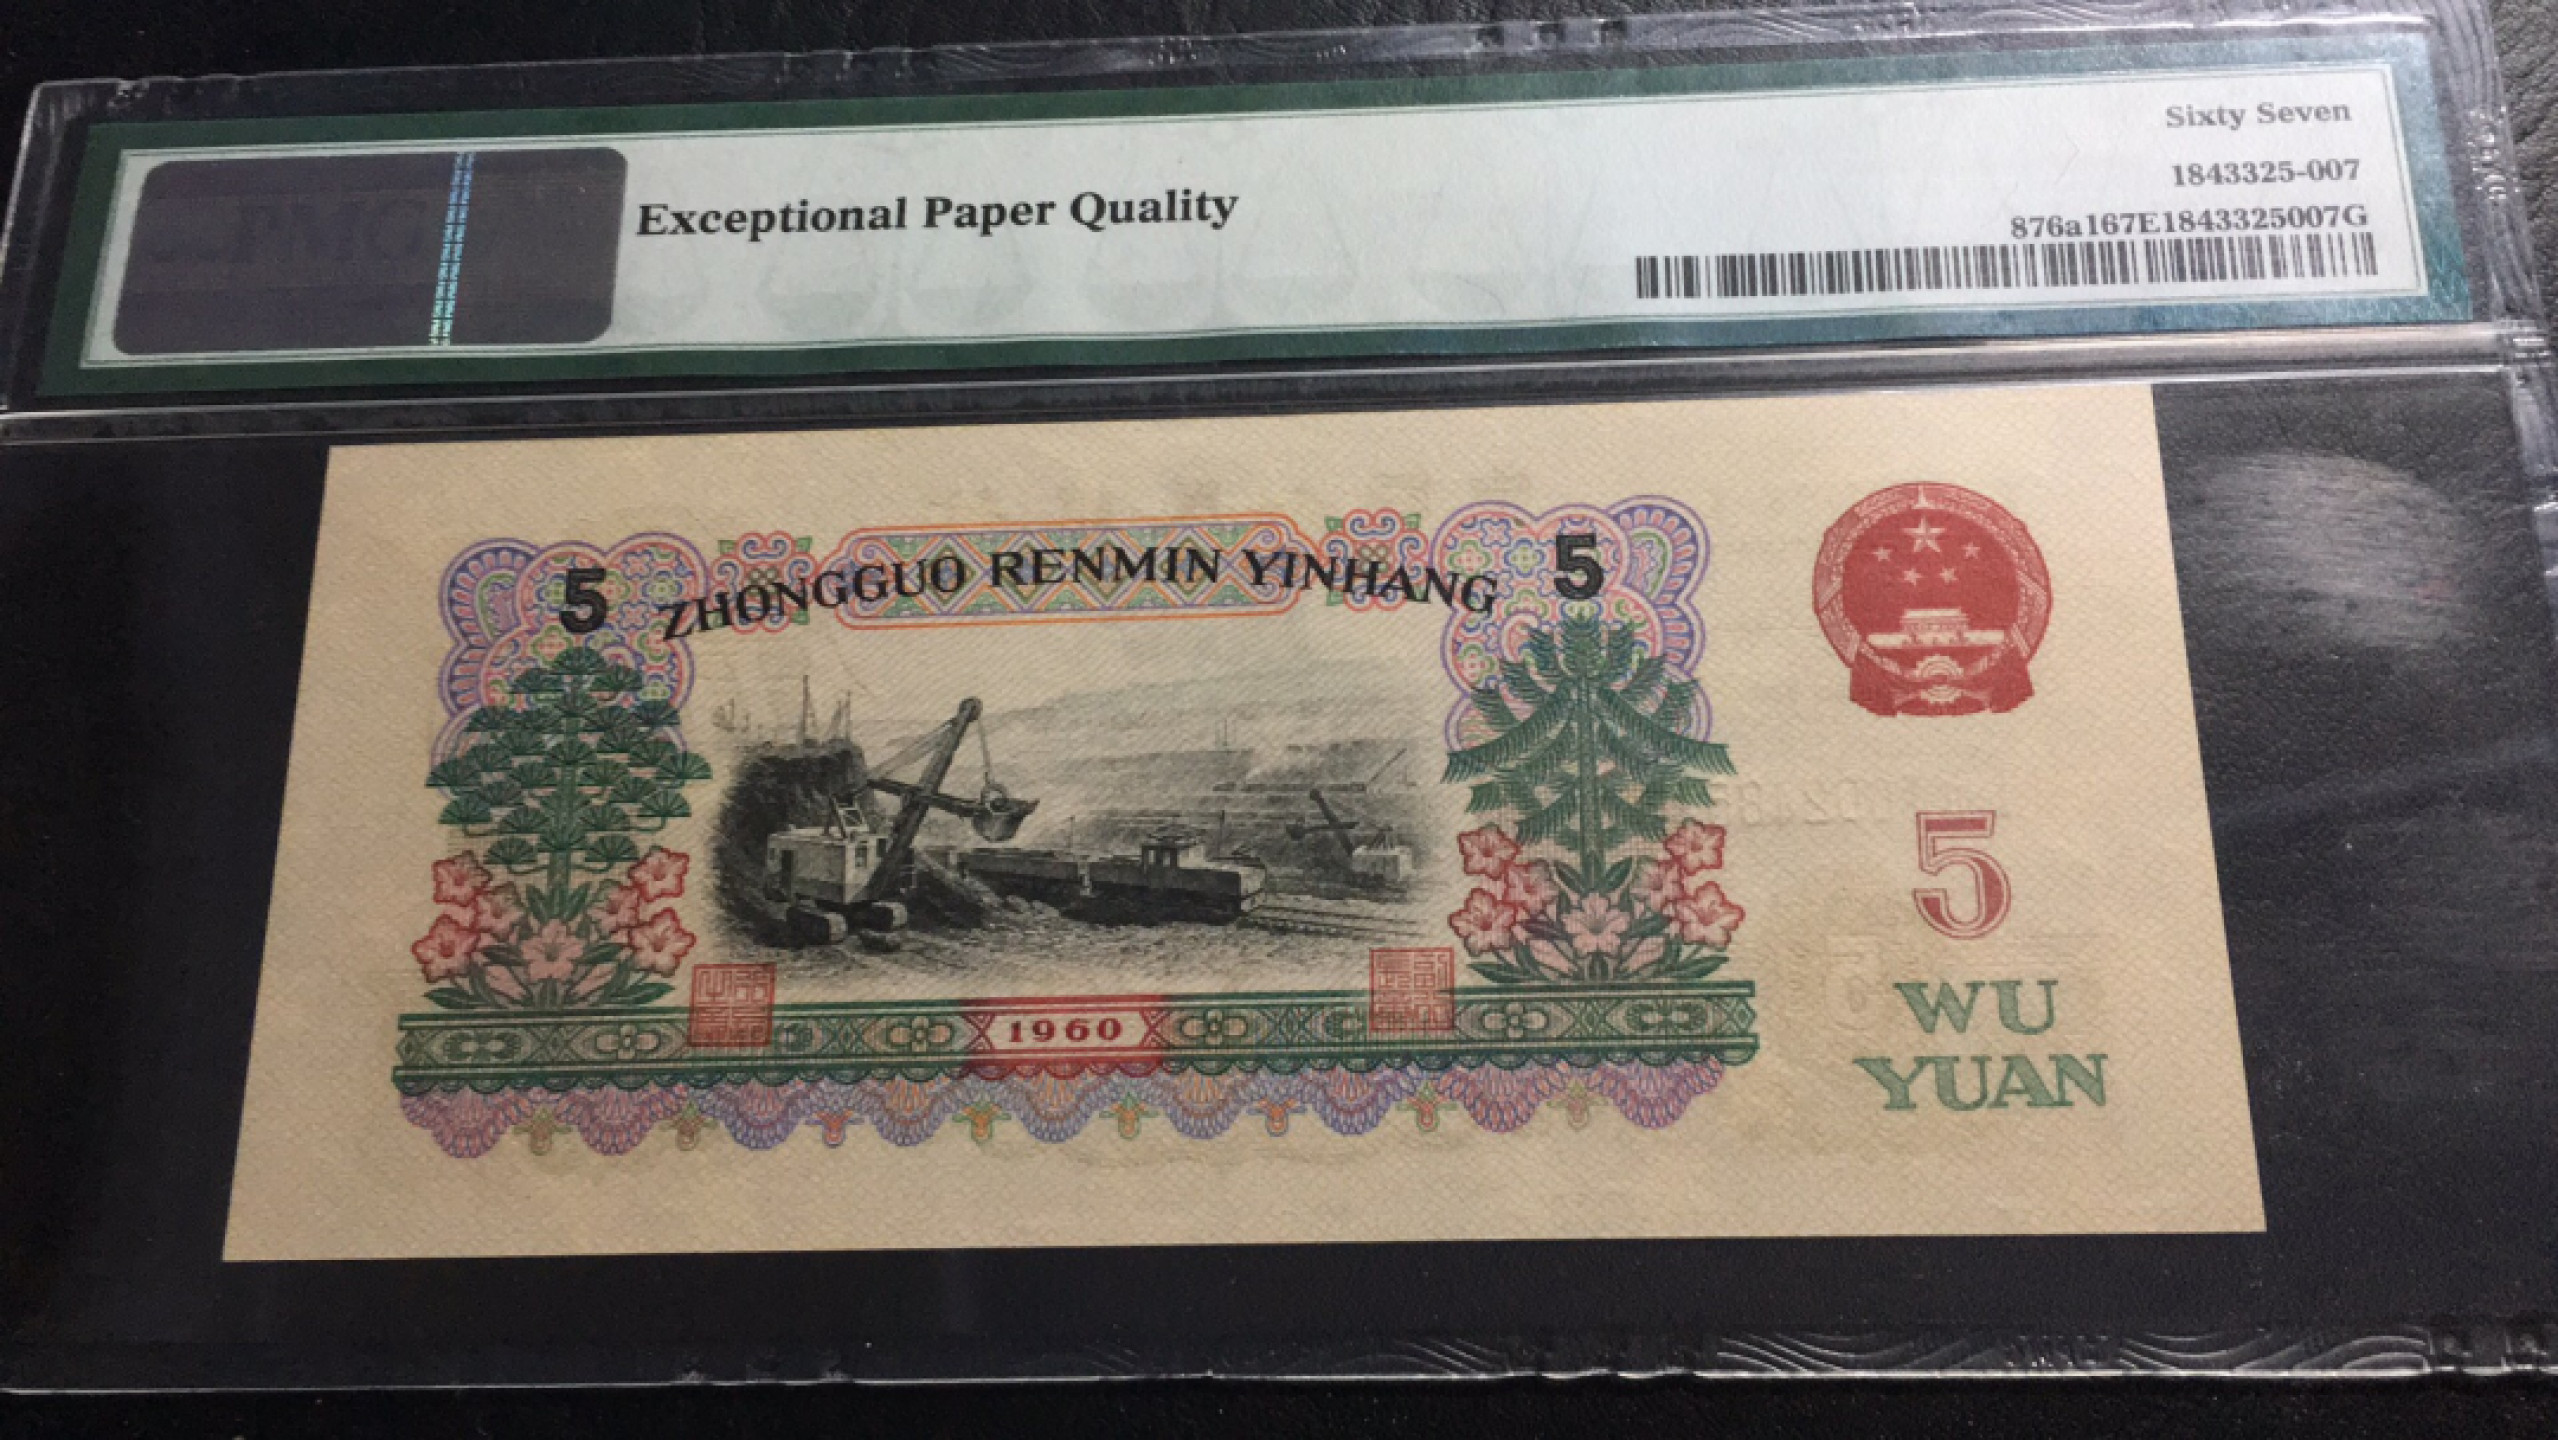 Sixty Seven
1843325-007
Exceptional Paper Quality
876a167E1843325007G
5 ZHONGGUO RENMIN YINHANG 5
5
1960
WU
YUAN